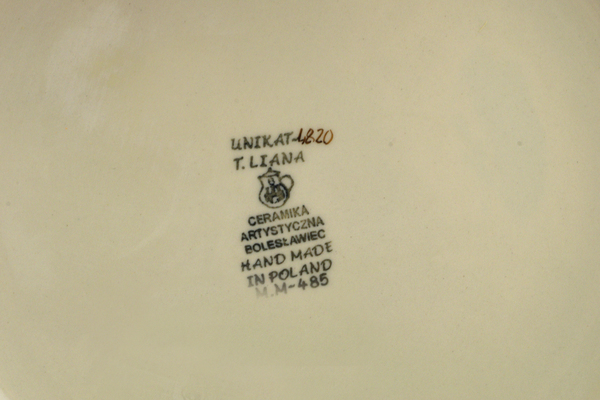 UNIKAT-1820
T. LIANA
CERAMIKA
ARTYSTYCZNA
BOLESŁAWIEC
HAND MADE
IN POLAND
M.M-485